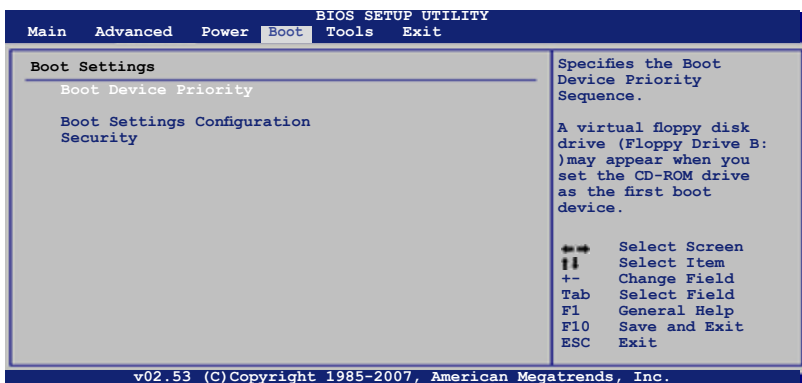 BIOS SETUP UTILITY
Main Advanced Power Boot Tools Exit
Boot Settings
Boot Device Priority
Boot Settings Configuration
Security
Specifies the Boot
Device Priority
Sequence.
A virtual floppy disk
drive (Floppy Drive B:
)may appear when you
set the CD-ROM drive
as the first boot
device.
Select Screen
Select Item
+- Change Field
Tab Select Field
F1 General Help
F10 Save and Exit
ESC Exit
v02.53 (C)Copyright 1985-2007, American Megatrends, Inc.